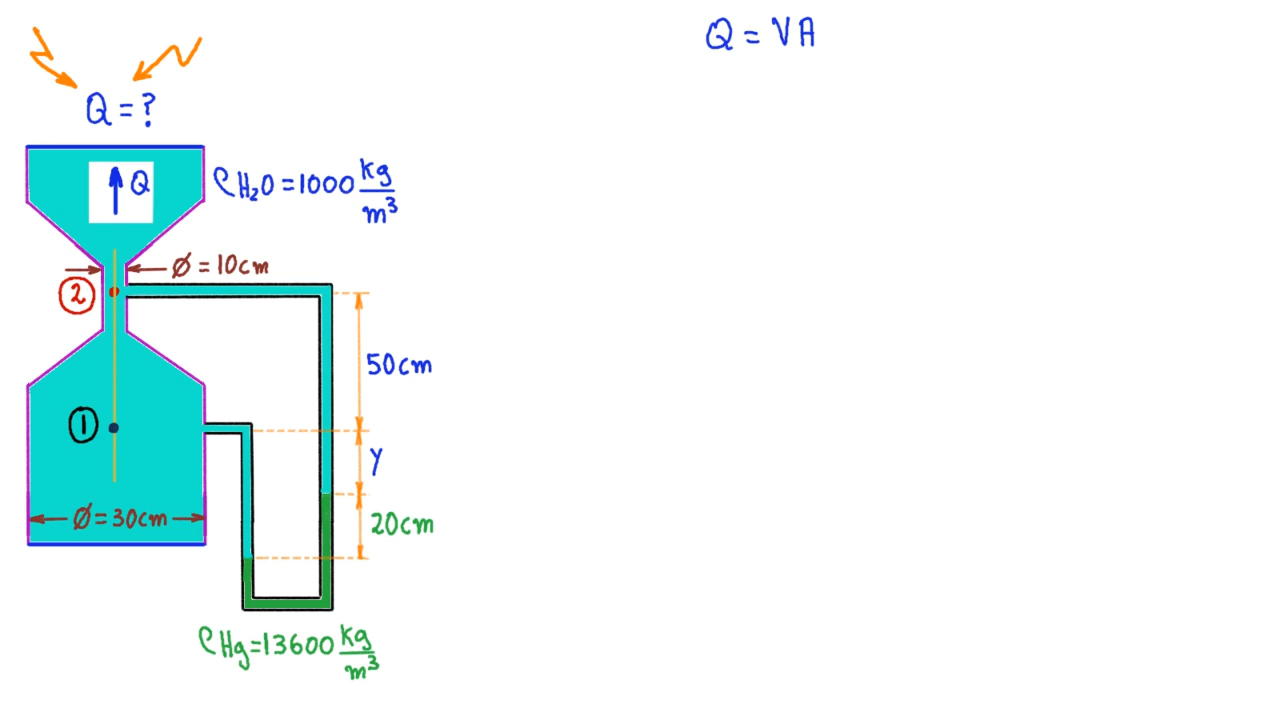 Q = VA
Q = ?
Q
ρH₂O = 1000 kg/m³
Ø = 10cm
2
50cm
1
y
Ø = 30cm
20cm
ρHg = 13600 kg/m³